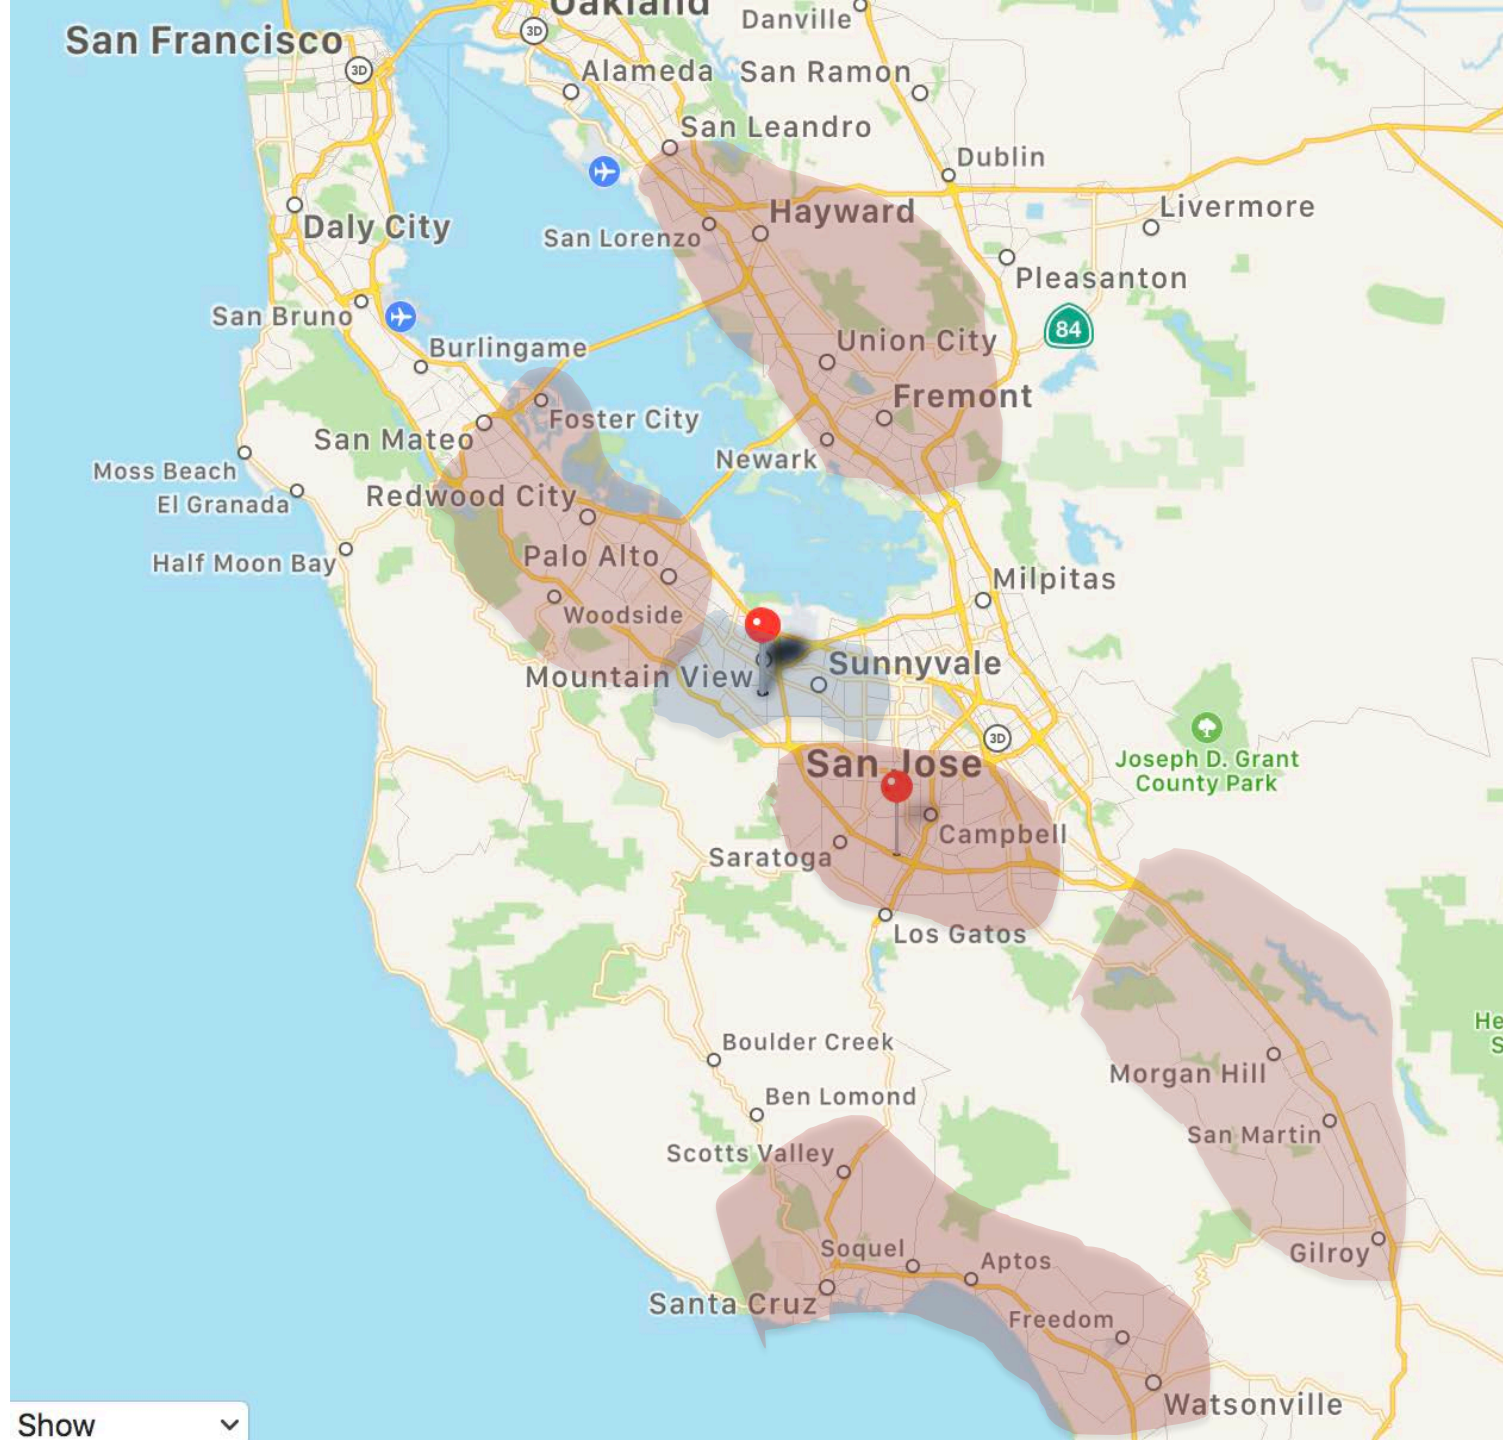 Oakland
Danville
San Francisco
3D
3D
Alameda
San Ramon
San Leandro
Dublin
Hayward
Livermore
Daly City
San Lorenzo
Pleasanton
San Bruno
84
Burlingame
Union City
Fremont
Foster City
San Mateo
Newark
Moss Beach
Redwood City
El Granada
Palo Alto
Half Moon Bay
Milpitas
Woodside
Sunnyvale
Mountain View
3D
San Jose
Joseph D. Grant
County Park
Campbell
Saratoga
Los Gatos
He
S
Boulder Creek
Morgan Hill
Ben Lomond
San Martin
Scotts Valley
Soquel
Gilroy
Aptos
Santa Cruz
Freedom
Watsonville
Show